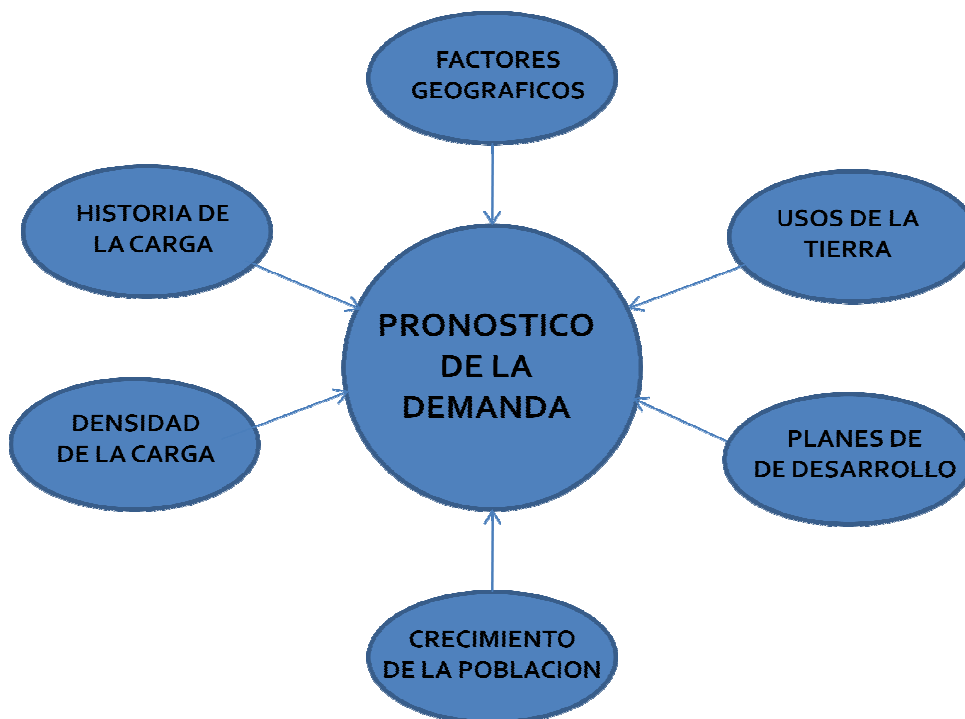 FACTORES
GEOGRAFICOS
HISTORIA DE
LA CARGA
USOS DE LA
TIERRA
PRONOSTICO
DE LA
DEMANDA
DENSIDAD
DE LA CARGA
PLANES DE
DE DESARROLLO
CRECIMIENTO
DE LA POBLACION